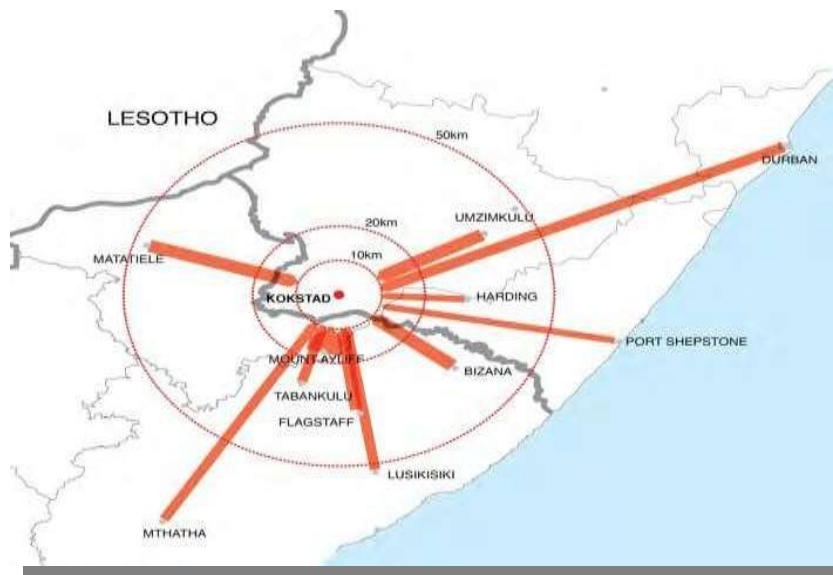 LESOTHO
50km
DURBAN
20km
UMZIMKULU
MATATIELE
10km
KOKSTAD
HARDING
PORT SHEPSTONE
MOUNT AYLIFF
BIZANA
TABANKULU
FLAGSTAFF
LUSIKISIKI
MTHATHA